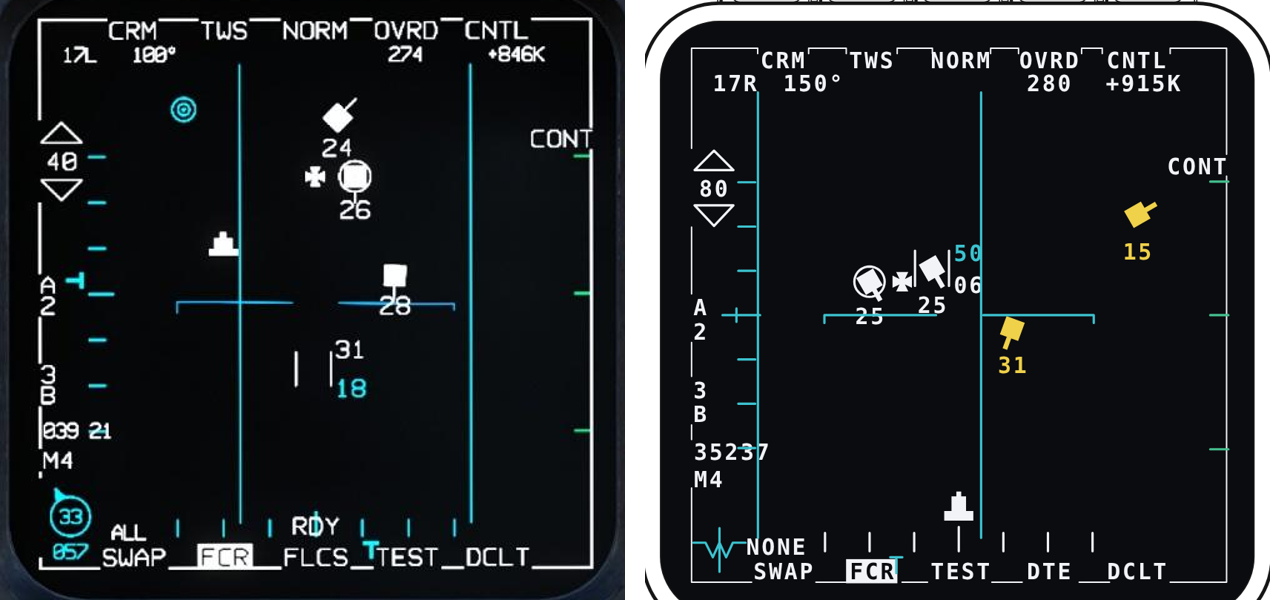 CRM TWS NORM OVRD CNTL
17L 100° 274 +846K
CONT
24
40
26
A
2
28
31
18
3
B
039 21
M4
33
RDY
ALL
057
SWAP FCR FLCS TEST DCLT
CRM TWS NORM OVRD CNTL
17R 150° 280 +915K
CONT
80
15
50
06
25
25
A
2
31
3
B
35237
M4
NONE
SWAP FCR TEST DTE DCLT